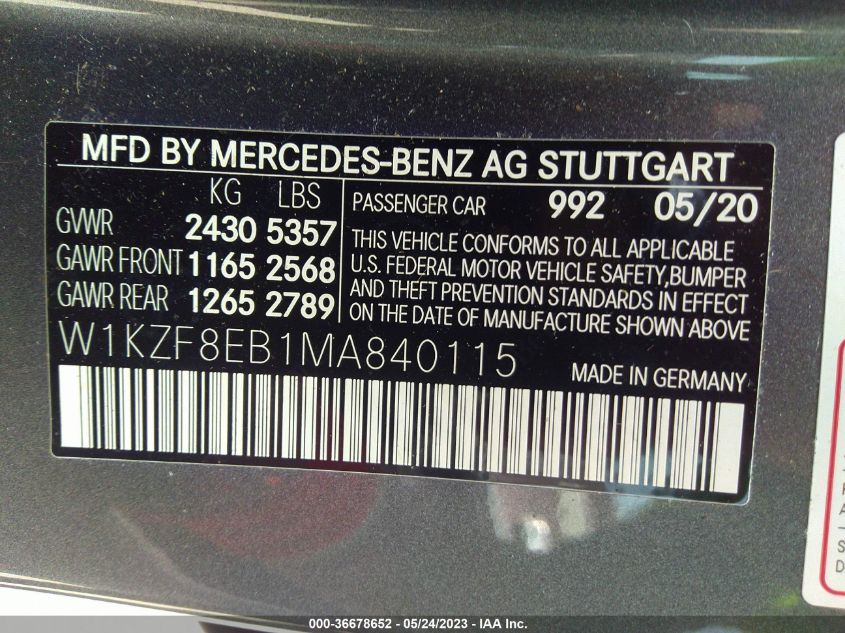 MFD BY MERCEDES-BENZ AG STUTTGART
KG LBS
GVWR 2430 5357
GAWR FRONT 1165 2568
GAWR REAR 1265 2789
PASSENGER CAR 992 05/20
THIS VEHICLE CONFORMS TO ALL APPLICABLE
U.S. FEDERAL MOTOR VEHICLE SAFETY,BUMPER
AND THEFT PREVENTION STANDARDS IN EFFECT
ON THE DATE OF MANUFACTURE SHOWN ABOVE.
W1KZF8EB1MA840115
MADE IN GERMANY
000-36678652 - 05/24/2023 - IAA Inc.